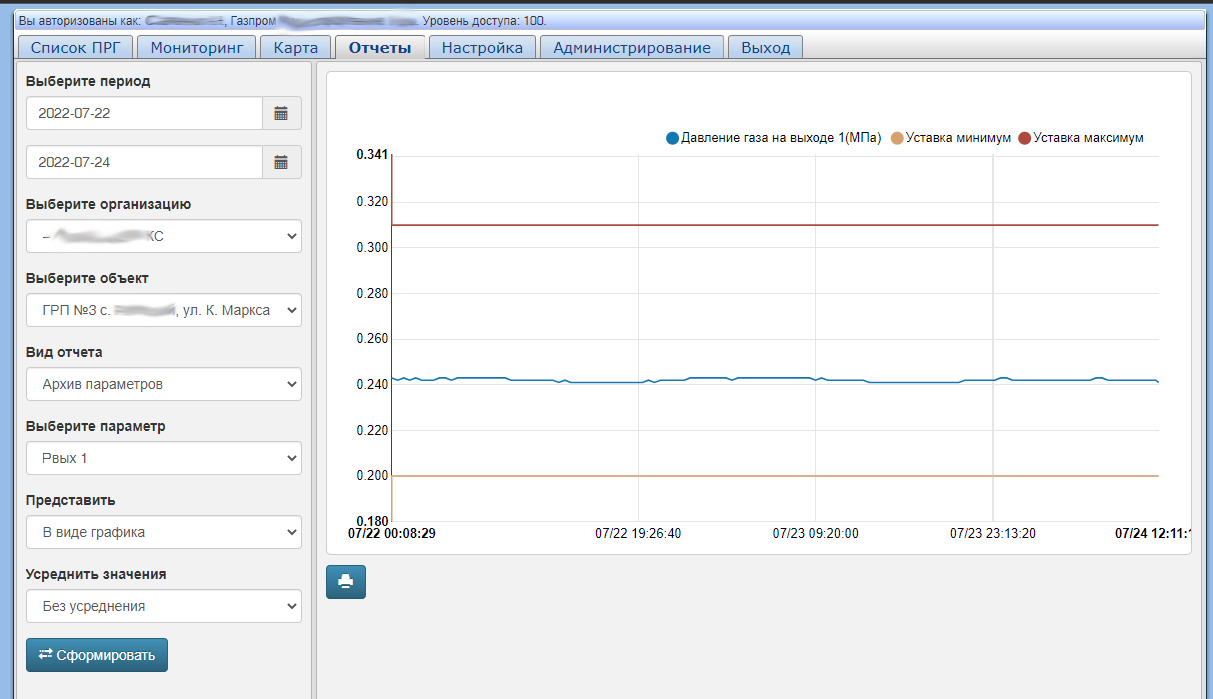 Вы авторизованы как: , Газпром Уровень доступа: 100.
Список ПРГ Мониторинг Карта Отчеты Настройка Администрирование Выход
Выберите период
2022-07-22
2022-07-24
Выберите организацию
– КС
Выберите объект
ГРП №3 с. , ул. К. Маркса
Вид отчета
Архив параметров
Выберите параметр
Рвых 1
Представить
В виде графика
Усреднить значения
Без усреднения
Сформировать
Давление газа на выходе 1(МПа) Уставка минимум Уставка максимум
0.341
0.320
0.300
0.280
0.260
0.240
0.220
0.200
0.180
07/22 00:08:29 07/22 19:26:40 07/23 09:20:00 07/23 23:13:20 07/24 12:11: